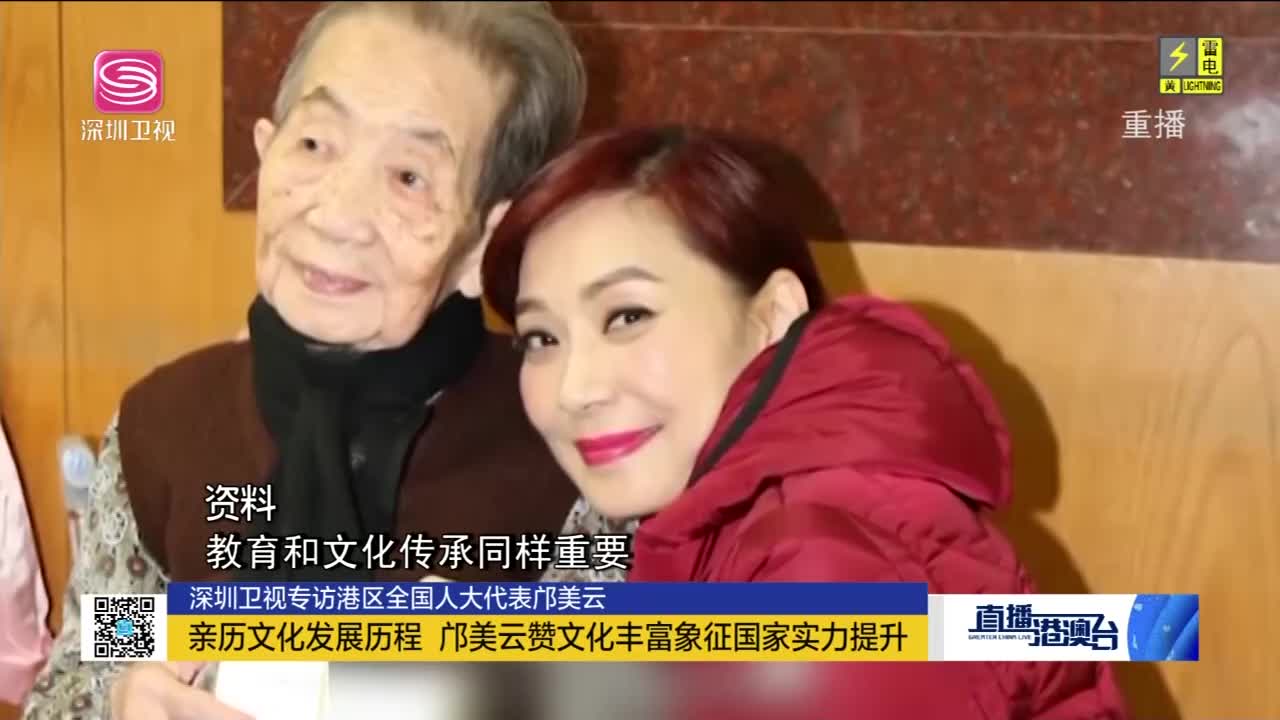 深圳卫视
雷电
黄 LIGHTNING
重播
资料
教育和文化传承同样重要
深圳卫视专访港区全国人大代表邝美云
亲历文化发展历程 邝美云赞文化丰富象征国家实力提升
直播港澳台
GREATER CHINA LIVE